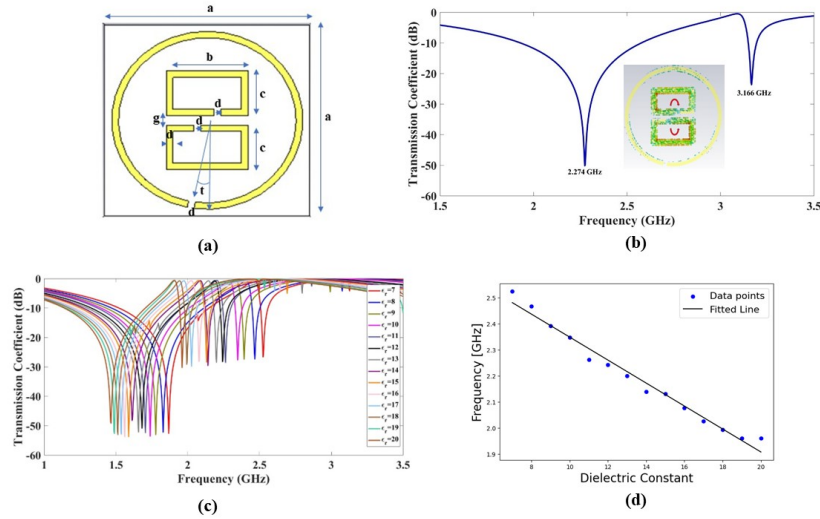 a
b
c
d
g
d
d
c
a
t
d
(a)
Transmission Coefficient (dB)
0
-10
-20
-30
-40
-50
-60
2.274 GHz
3.166 GHz
1.5
2
2.5
3
3.5
Frequency (GHz)
(b)
Transmission Coefficient (dB)
0
-10
-20
-30
-40
-50
-60
εr=7
εr=8
εr=9
εr=10
εr=11
εr=12
εr=13
εr=14
εr=15
εr=16
εr=17
εr=18
εr=19
εr=20
1
1.5
2
2.5
3
3.5
Frequency (GHz)
(c)
Frequency [GHz]
2.5
2.4
2.3
2.2
2.1
2.0
1.9
Data points
Fitted Line
8
10
12
14
16
18
20
Dielectric Constant
(d)